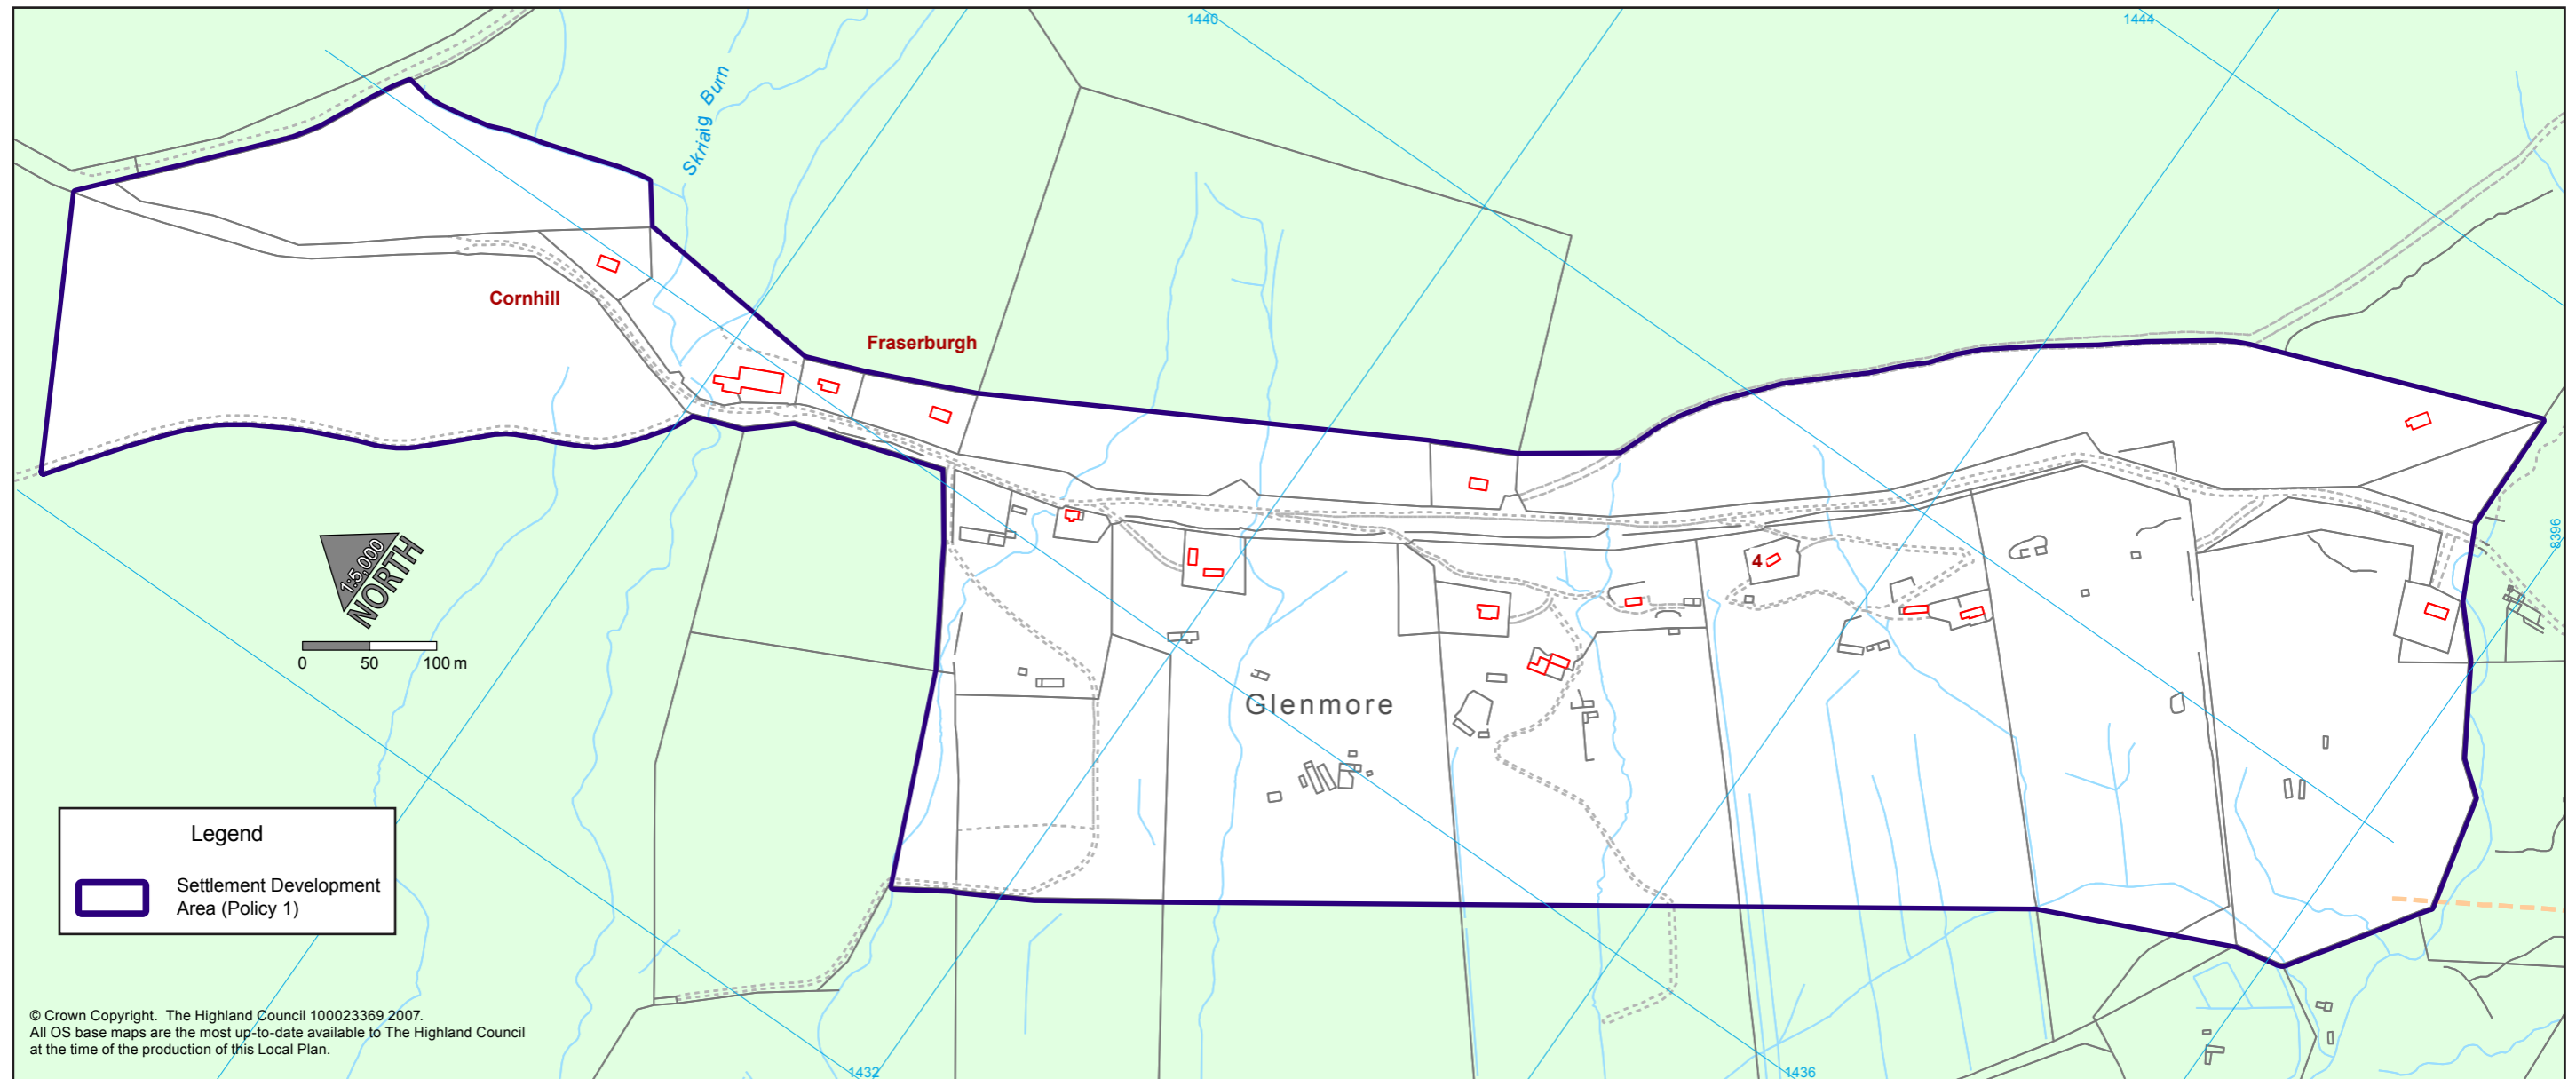 1440
1444
Skriaig Burn
Cornhill
Fraserburgh
8396
4
1:5,000
NORTH
0 50 100 m
Glenmore
Legend
Settlement Development
Area (Policy 1)
© Crown Copyright. The Highland Council 100023369 2007.
All OS base maps are the most up-to-date available to The Highland Council
at the time of the production of this Local Plan.
1432
1436